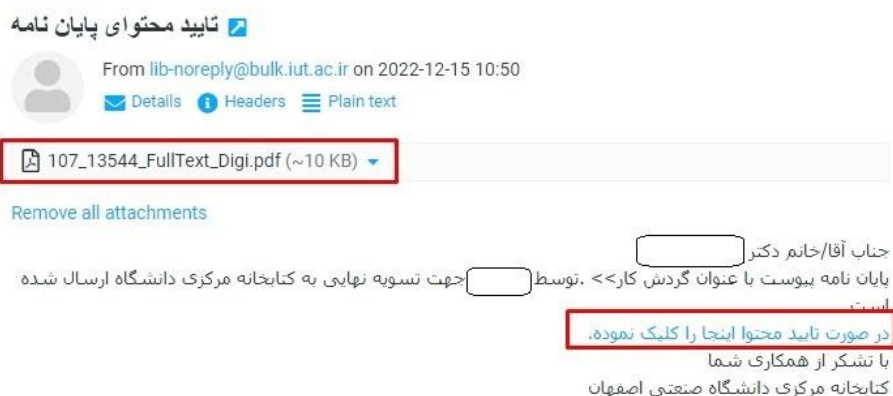 تایید محتوای پایان نامه
From lib-noreply@bulk.iut.ac.ir on 2022-12-15 10:50
Details Headers Plain text
107_13544_FullText_Digi.pdf (~10 KB)
Remove all attachments
جناب آقا/خانم دکتر
پایان نامه پیوست با عنوان گردش کار>> .توسط جهت تسویه نهایی به کتابخانه مرکزی دانشگاه ارسال شده
است
در صورت تایید محتوا اینجا را کلیک نموده.
با تشکر از همکاری شما
کتابخانه مرکزی دانشگاه صنعتی اصفهان